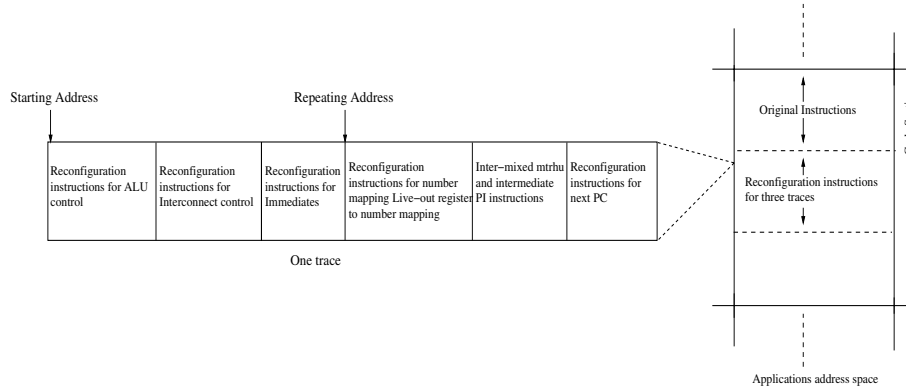 Starting Address
Repeating Address
Reconfiguration
instructions for ALU
control
Reconfiguration
instructions for
Interconnect control
Reconfiguration
instructions for
Immediates
Reconfiguration
instructions for number
mapping Live-out register
to number mapping
Inter-mixed mtrhu
and intermediate
PI instructions
Reconfiguration
instructions for
next PC
One trace
Original Instructions
Reconfiguration instructions
for three traces
Applications address space